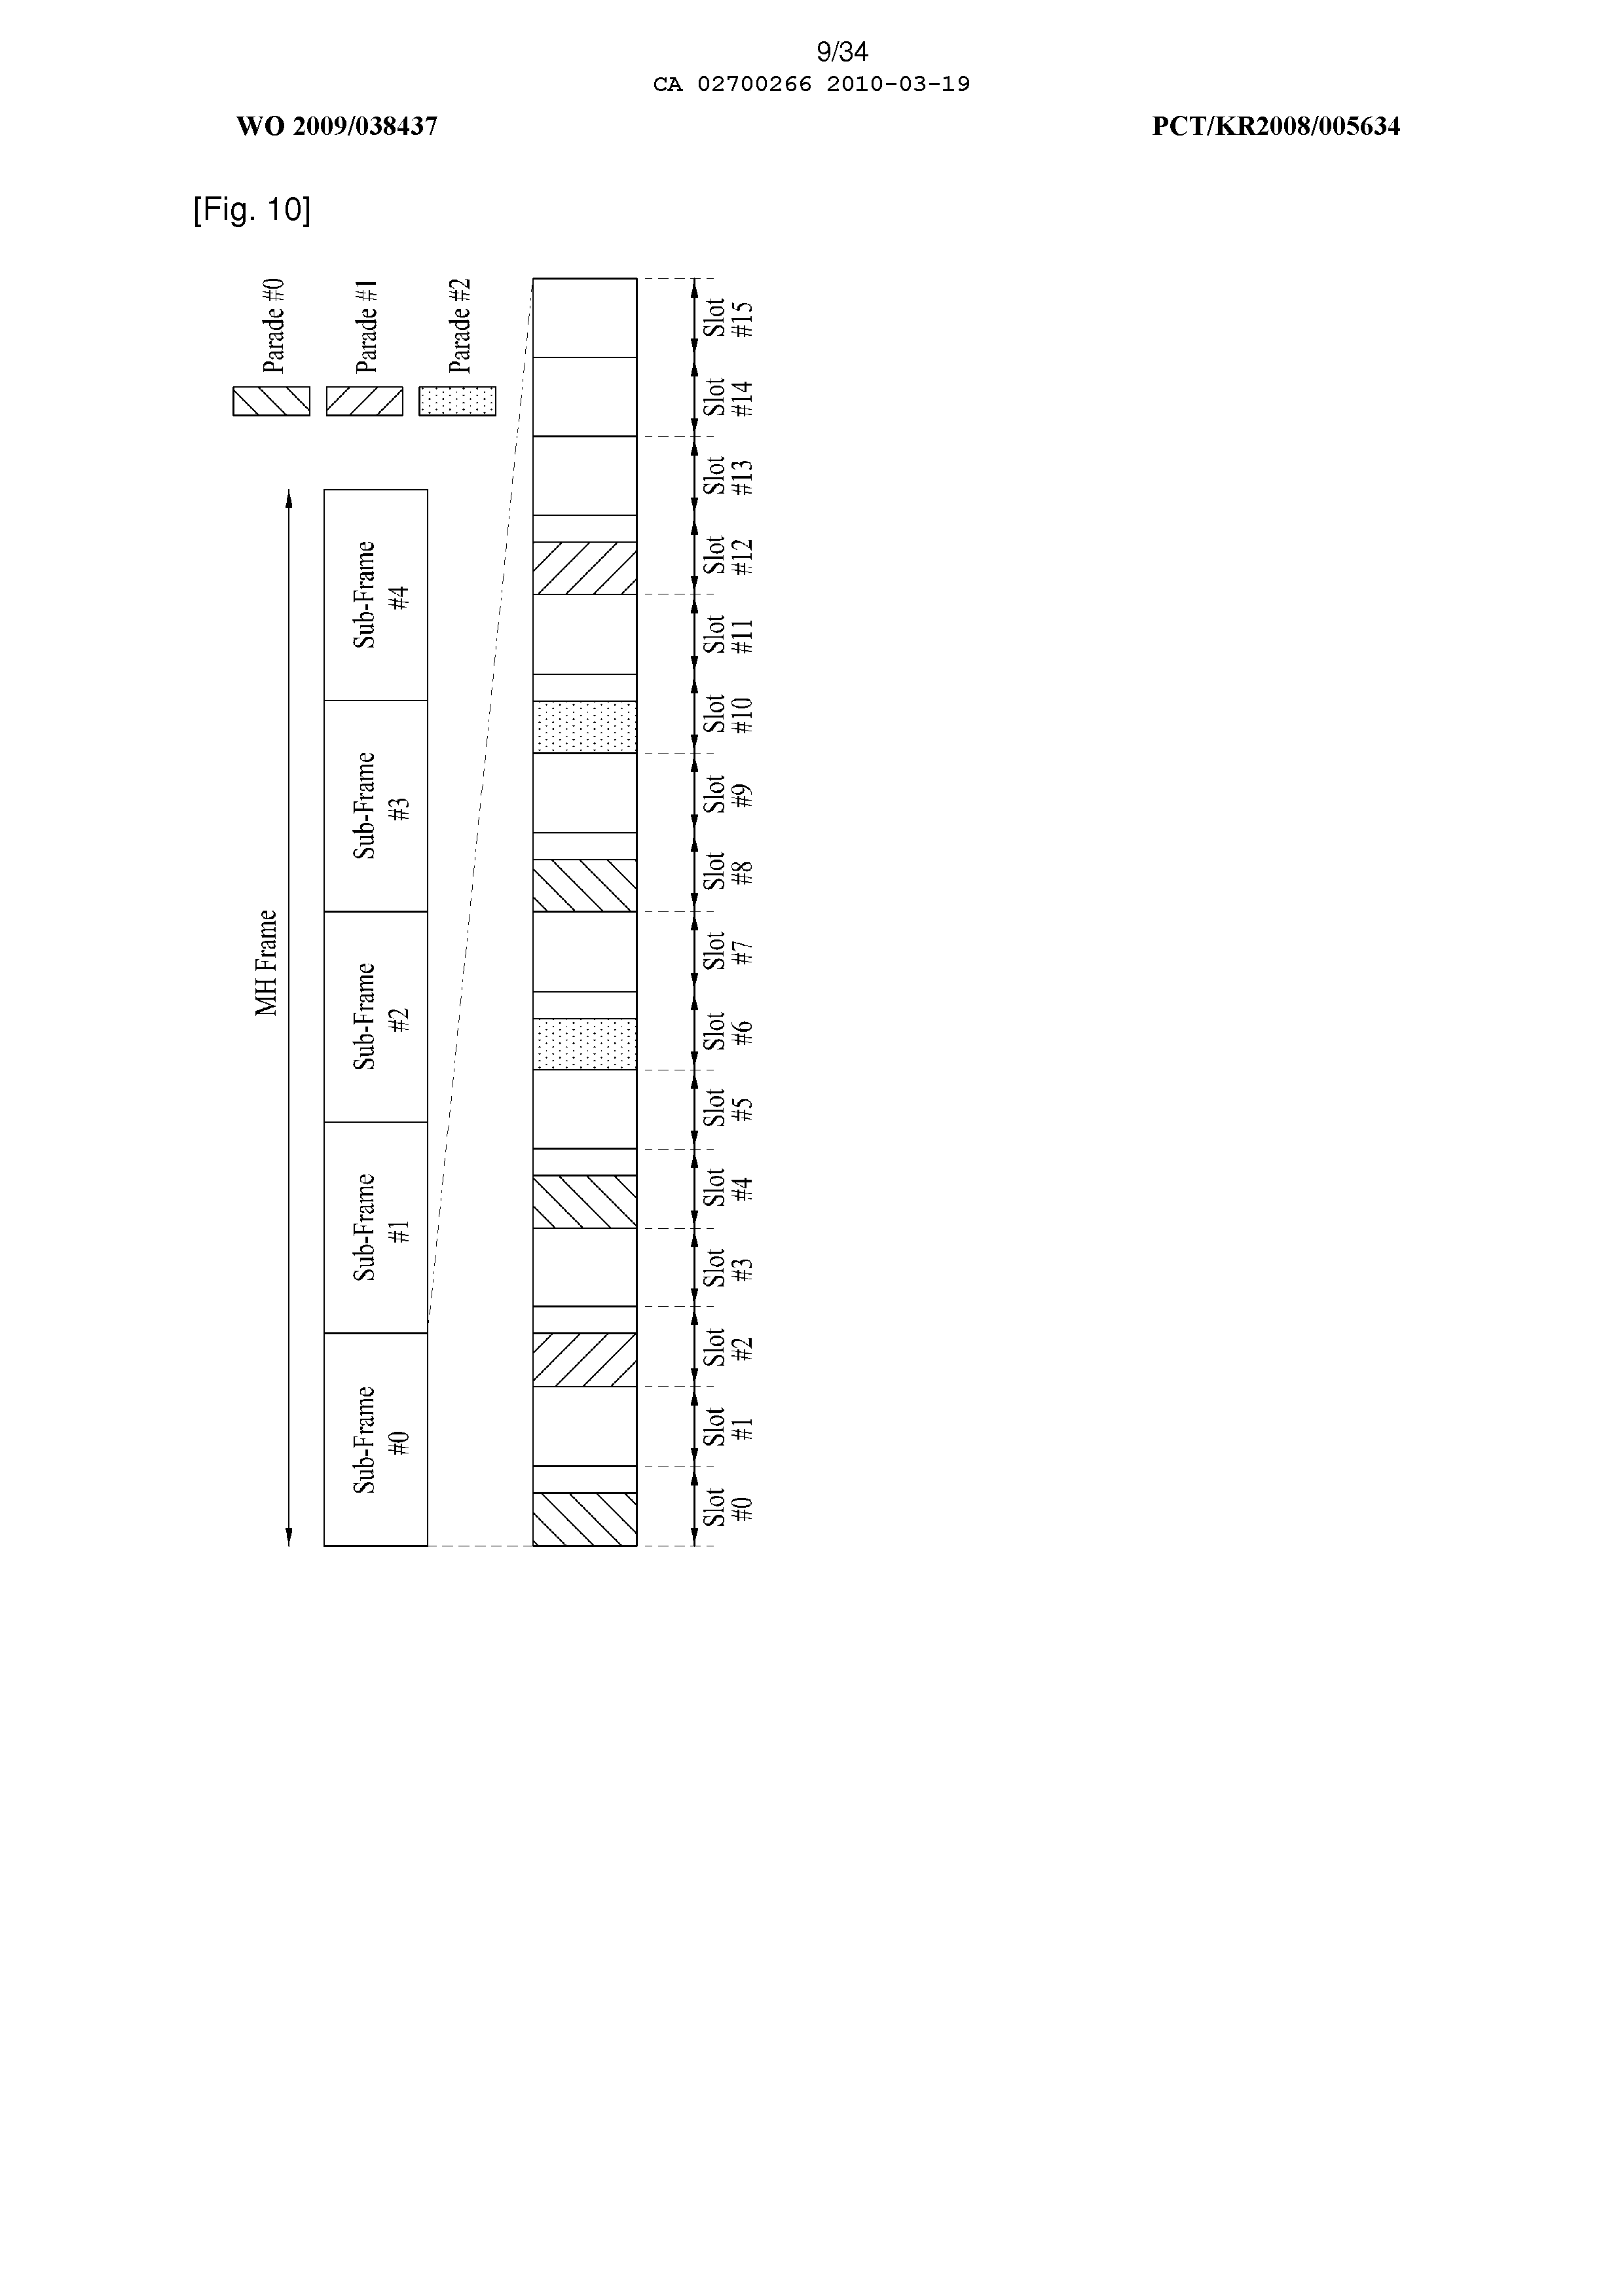 9/34
CA 02700266 2010-03-19
WO 2009/038437
PCT/KR2008/005634
[Fig. 10]
Parade #0
Parade #1
Parade #2
MH Frame
Sub-Frame
#0
Sub-Frame
#1
Sub-Frame
#2
Sub-Frame
#3
Sub-Frame
#4
Slot
#0
Slot
#1
Slot
#2
Slot
#3
Slot
#4
Slot
#5
Slot
#6
Slot
#7
Slot
#8
Slot
#9
Slot
#10
Slot
#11
Slot
#12
Slot
#13
Slot
#14
Slot
#15